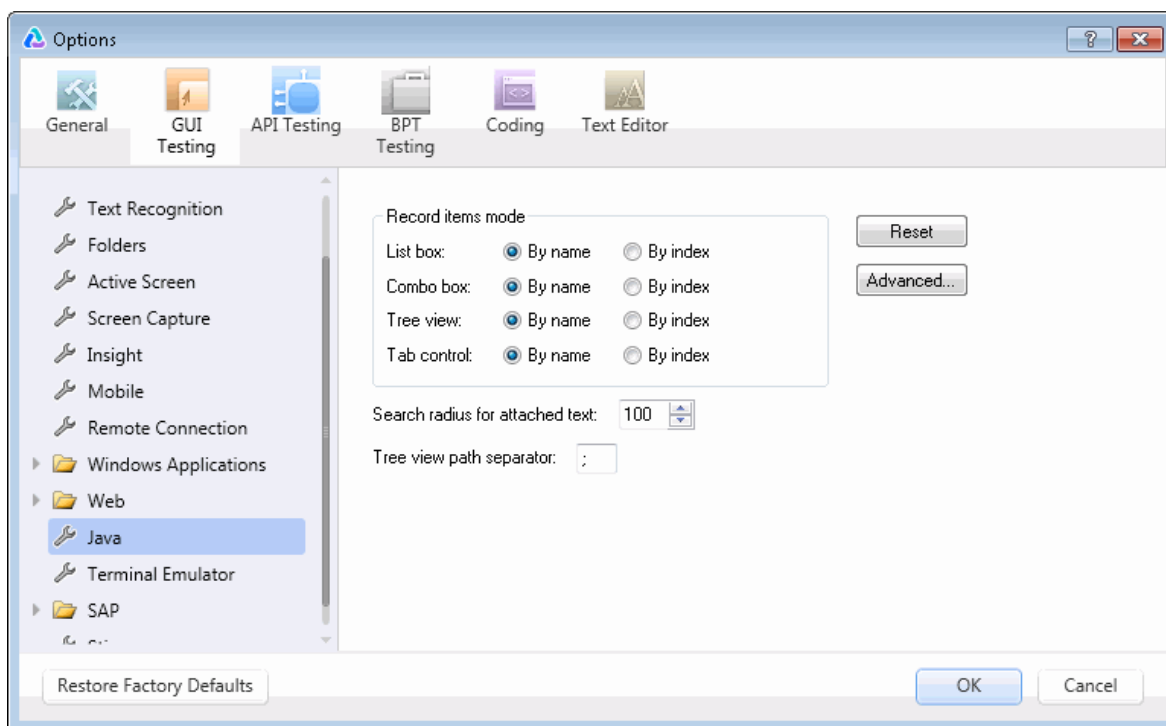 Options
General
GUI Testing
API Testing
BPT Testing
Coding
Text Editor
Text Recognition
Folders
Active Screen
Screen Capture
Insight
Mobile
Remote Connection
Windows Applications
Web
Java
Terminal Emulator
SAP
Record items mode
List box: By name By index
Combo box: By name By index
Tree view: By name By index
Tab control: By name By index
Search radius for attached text: 100
Tree view path separator: ;
Reset
Advanced...
Restore Factory Defaults
OK
Cancel